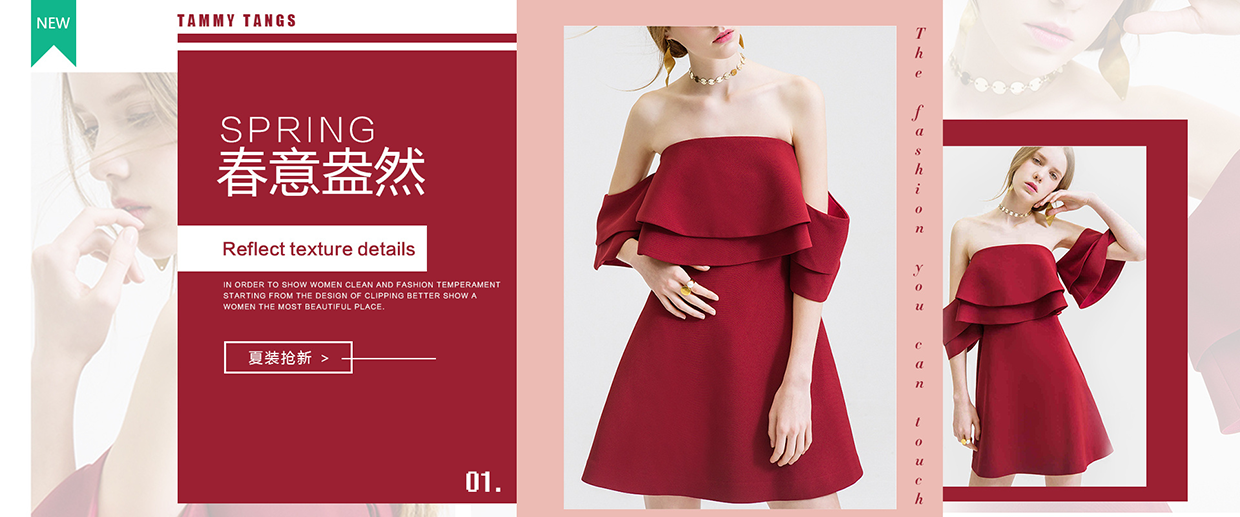 NEW
TAMMY TANGS
SPRING
春意盎然
Reflect texture details
IN ORDER TO SHOW WOMEN CLEAN AND FASHION TEMPERAMENT
STARTING FROM THE DESIGN OF CLIPPING BETTER SHOW A
WOMEN THE MOST BEAUTIFUL PLACE.
夏装抢新 >
01.
The fashion you can touch